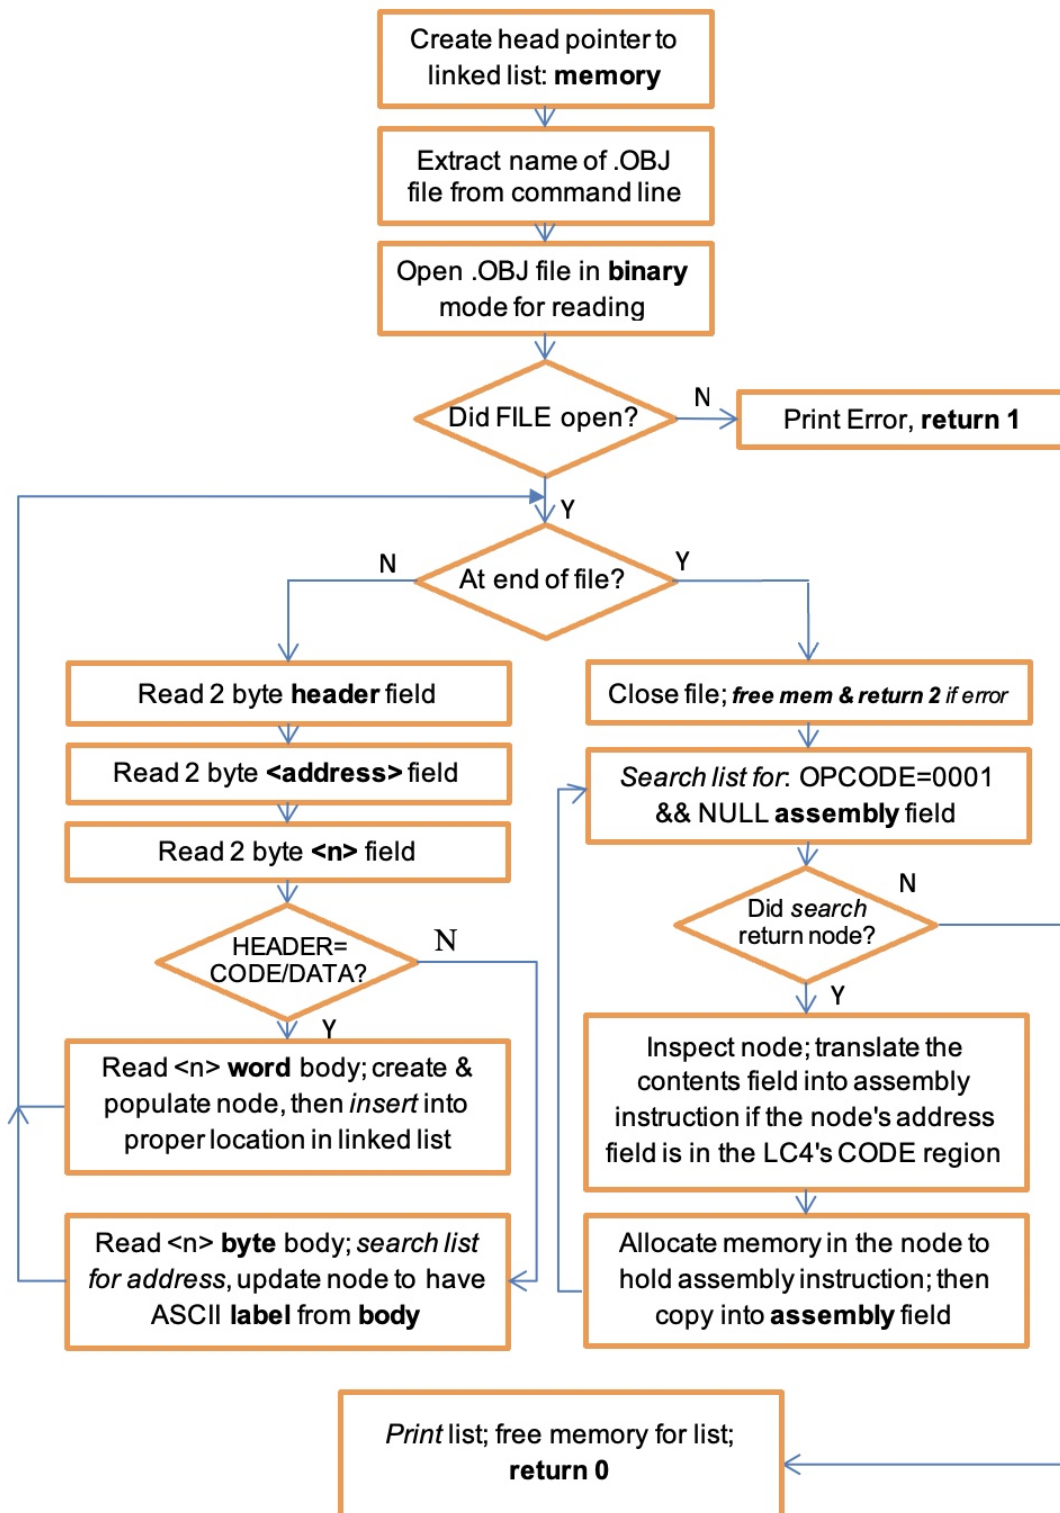 Create head pointer to
linked list: memory
Extract name of .OBJ
file from command line
Open .OBJ file in binary
mode for reading
Did FILE open?
N
Print Error, return 1
Y
N
At end of file?
Y
Read 2 byte header field
Close file; free mem & return 2 if error
Read 2 byte <address> field
Search list for: OPCODE=0001
&& NULL assembly field
Read 2 byte <n> field
Did search
return node?
N
HEADER=
CODE/DATA?
N
Y
Y
Read <n> word body; create &
populate node, then insert into
proper location in linked list
Inspect node; translate the
contents field into assembly
instruction if the node's address
field is in the LC4's CODE region
Read <n> byte body; search list
for address, update node to have
ASCII label from body
Allocate memory in the node to
hold assembly instruction; then
copy into assembly field
Print list; free memory for list;
return 0